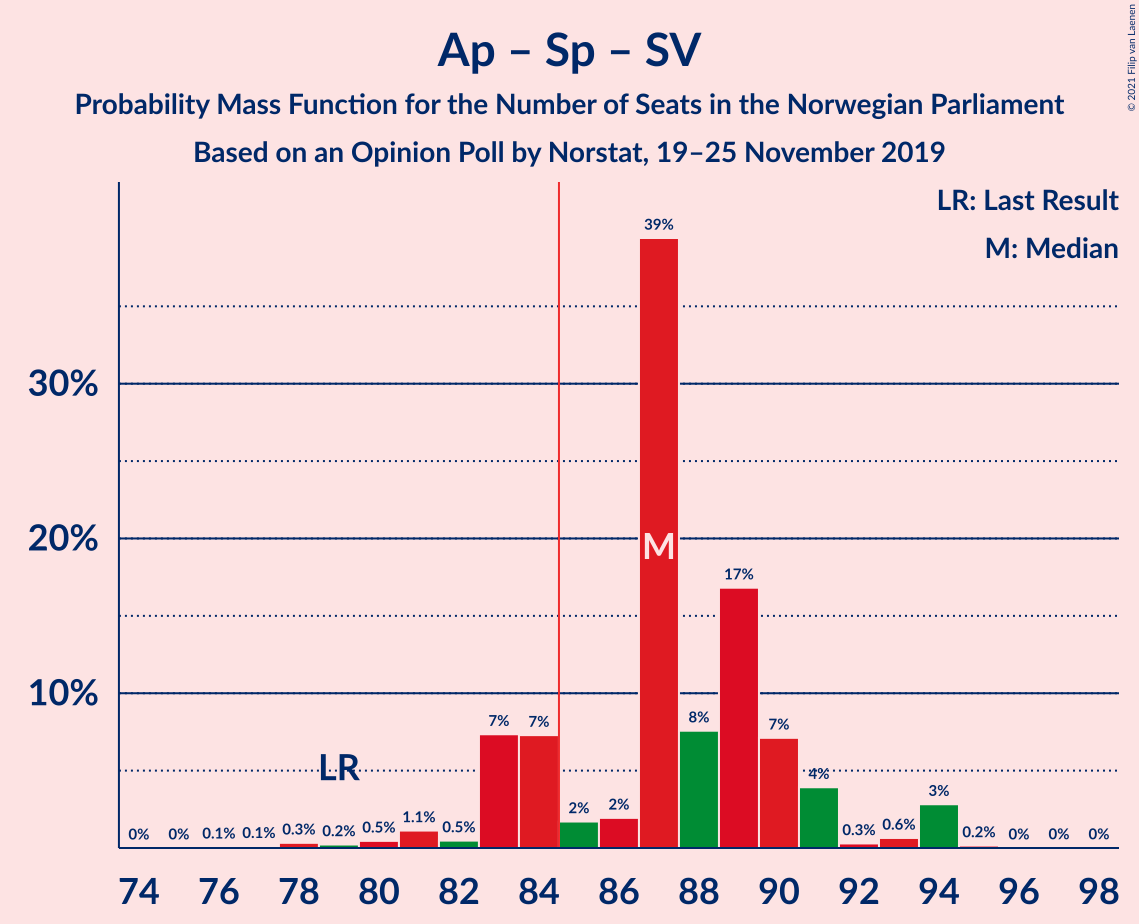 Ap – Sp – SV
Probability Mass Function for the Number of Seats in the Norwegian Parliament
Based on an Opinion Poll by Norstat, 19–25 November 2019
© 2021 Filip van Laenen
LR: Last Result
M: Median
39%
30%
20%
M
17%
10%
7% 7% 8% 7%
LR
4%
0% 0% 0.1% 0.1% 0.3% 0.2% 0.5% 1.1% 0.5% 2% 2% 0.3% 0.6% 3% 0.2% 0% 0% 0%
74 76 78 80 82 84 86 88 90 92 94 96 98